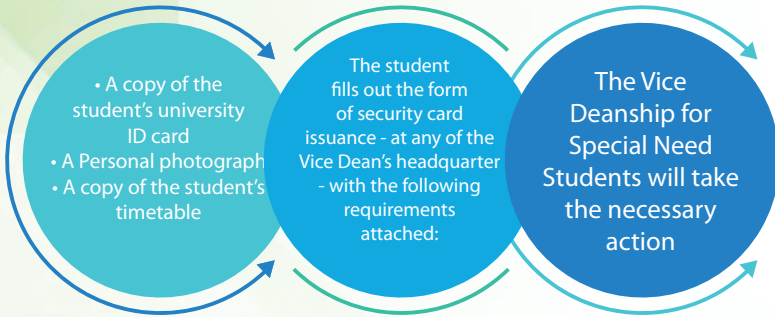 • A copy of the
student's university
ID card
• A Personal photograph
• A copy of the student's
timetable
The student
fills out the form
of security card
issuance - at any of the
Vice Dean's headquarter
- with the following
requirements
attached:
The Vice
Deanship for
Special Need
Students will take
the necessary
action